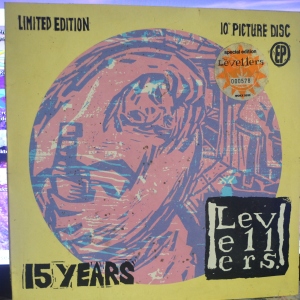 LIMITED EDITION
10" PICTURE DISC
EP
special edition
Levellers
15 YEARS
Lev
ell
ers.